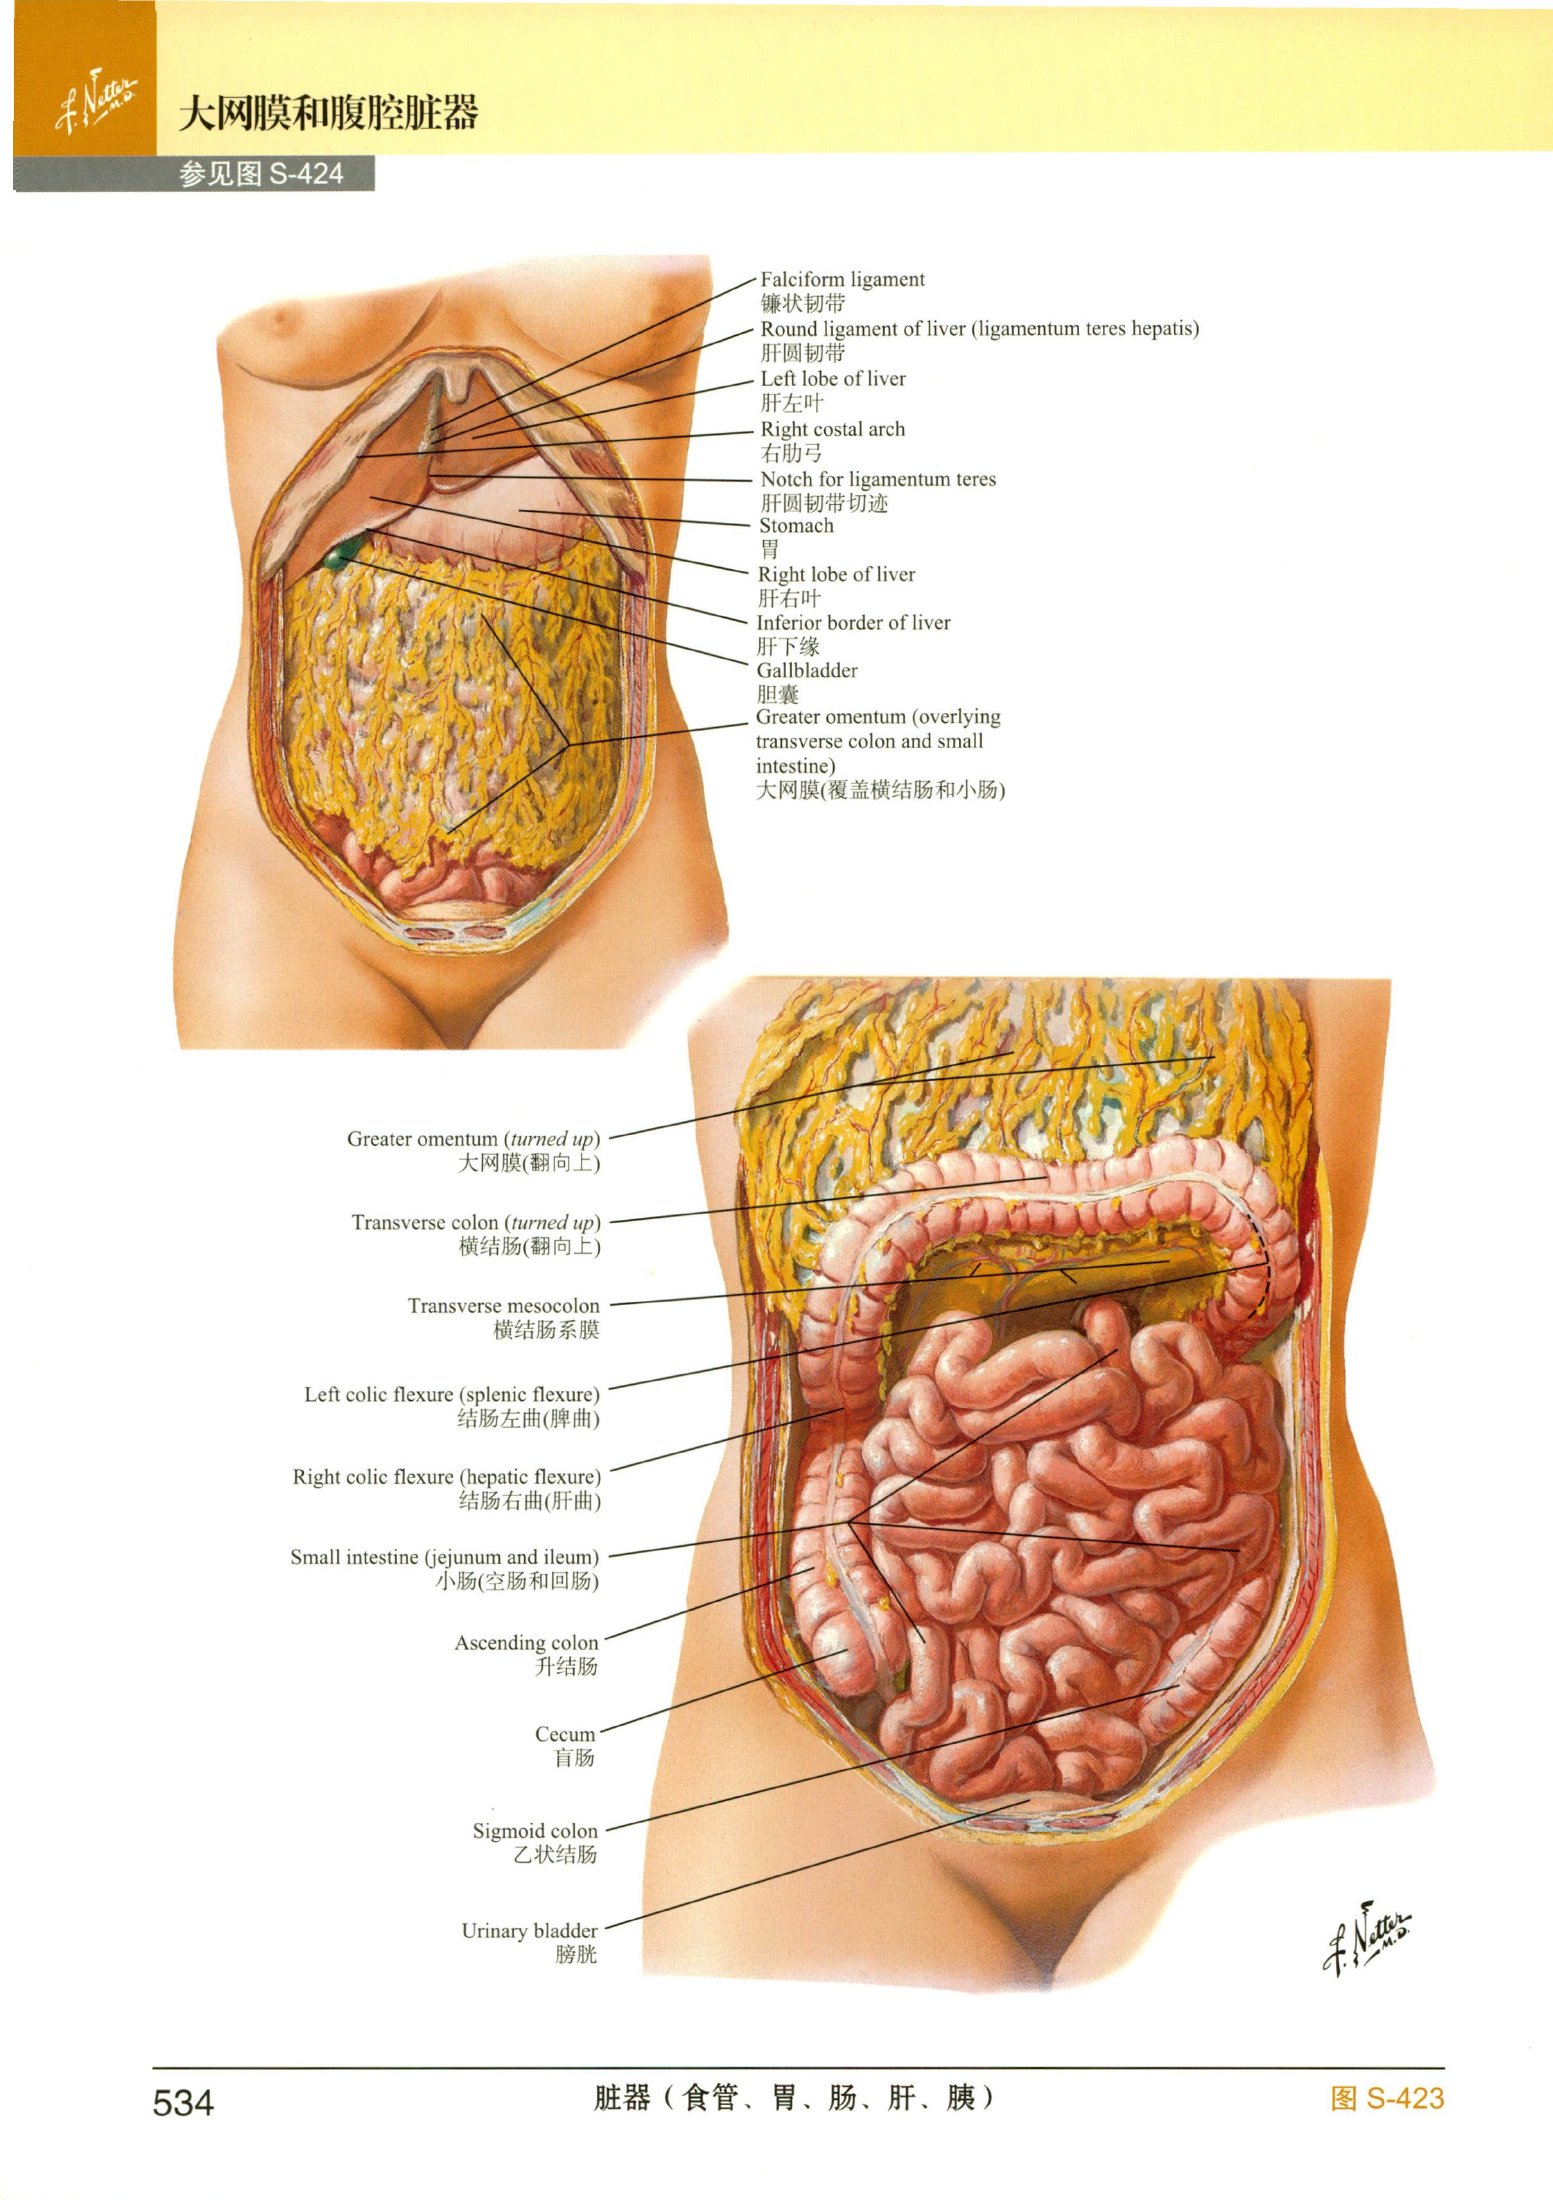 F. Netter M.D.
大网膜和腹腔脏器
参见图 S-424
Falciform ligament
镰状韧带
Round ligament of liver (ligamentum teres hepatis)
肝圆韧带
Left lobe of liver
肝左叶
Right costal arch
右肋弓
Notch for ligamentum teres
肝圆韧带切迹
Stomach
胃
Right lobe of liver
肝右叶
Inferior border of liver
肝下缘
Gallbladder
胆囊
Greater omentum (overlying
transverse colon and small
intestine)
大网膜(覆盖横结肠和小肠)
Greater omentum (turned up)
大网膜(翻向上)
Transverse colon (turned up)
横结肠(翻向上)
Transverse mesocolon
横结肠系膜
Left colic flexure (splenic flexure)
结肠左曲(脾曲)
Right colic flexure (hepatic flexure)
结肠右曲(肝曲)
Small intestine (jejunum and ileum)
小肠(空肠和回肠)
Ascending colon
升结肠
Cecum
盲肠
Sigmoid colon
乙状结肠
Urinary bladder
膀胱
F. Netter M.D.
534
脏器（食管、胃、肠、肝、胰）
图 S-423